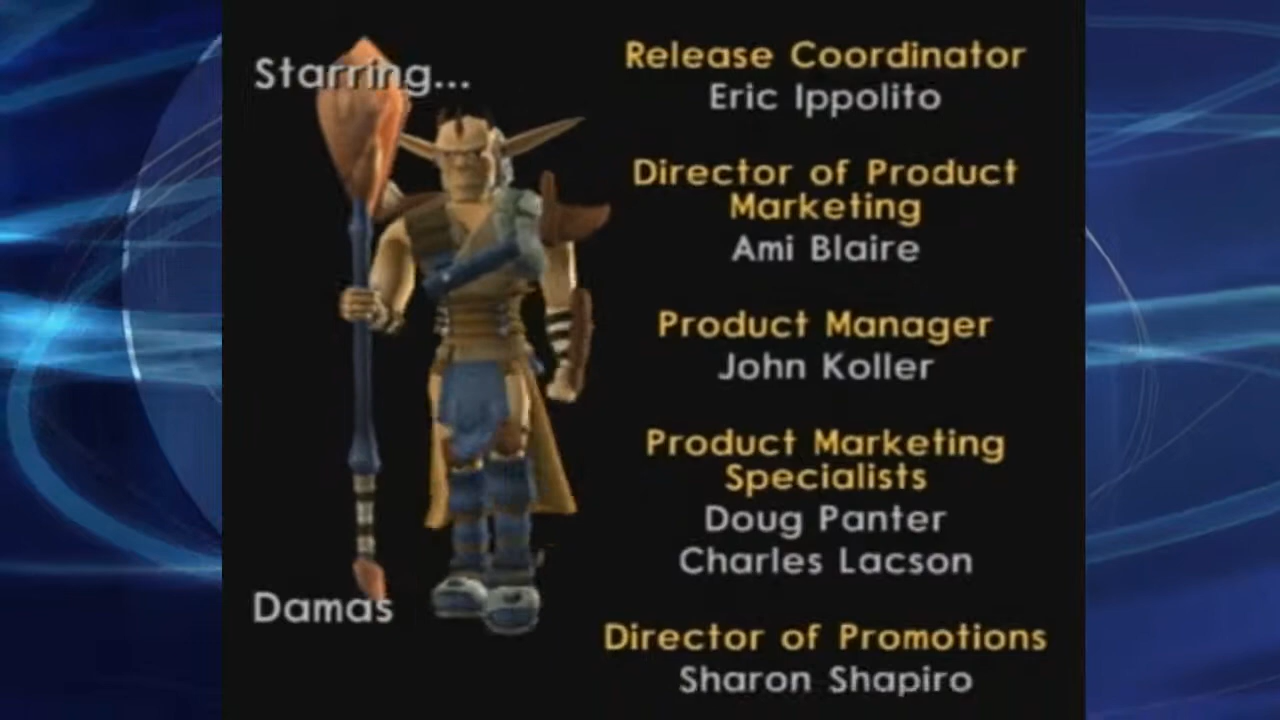 Starring...
Damas
Release Coordinator
Eric Ippolito
Director of Product
Marketing
Ami Blaire
Product Manager
John Koller
Product Marketing
Specialists
Doug Panter
Charles Lacson
Director of Promotions
Sharon Shapiro